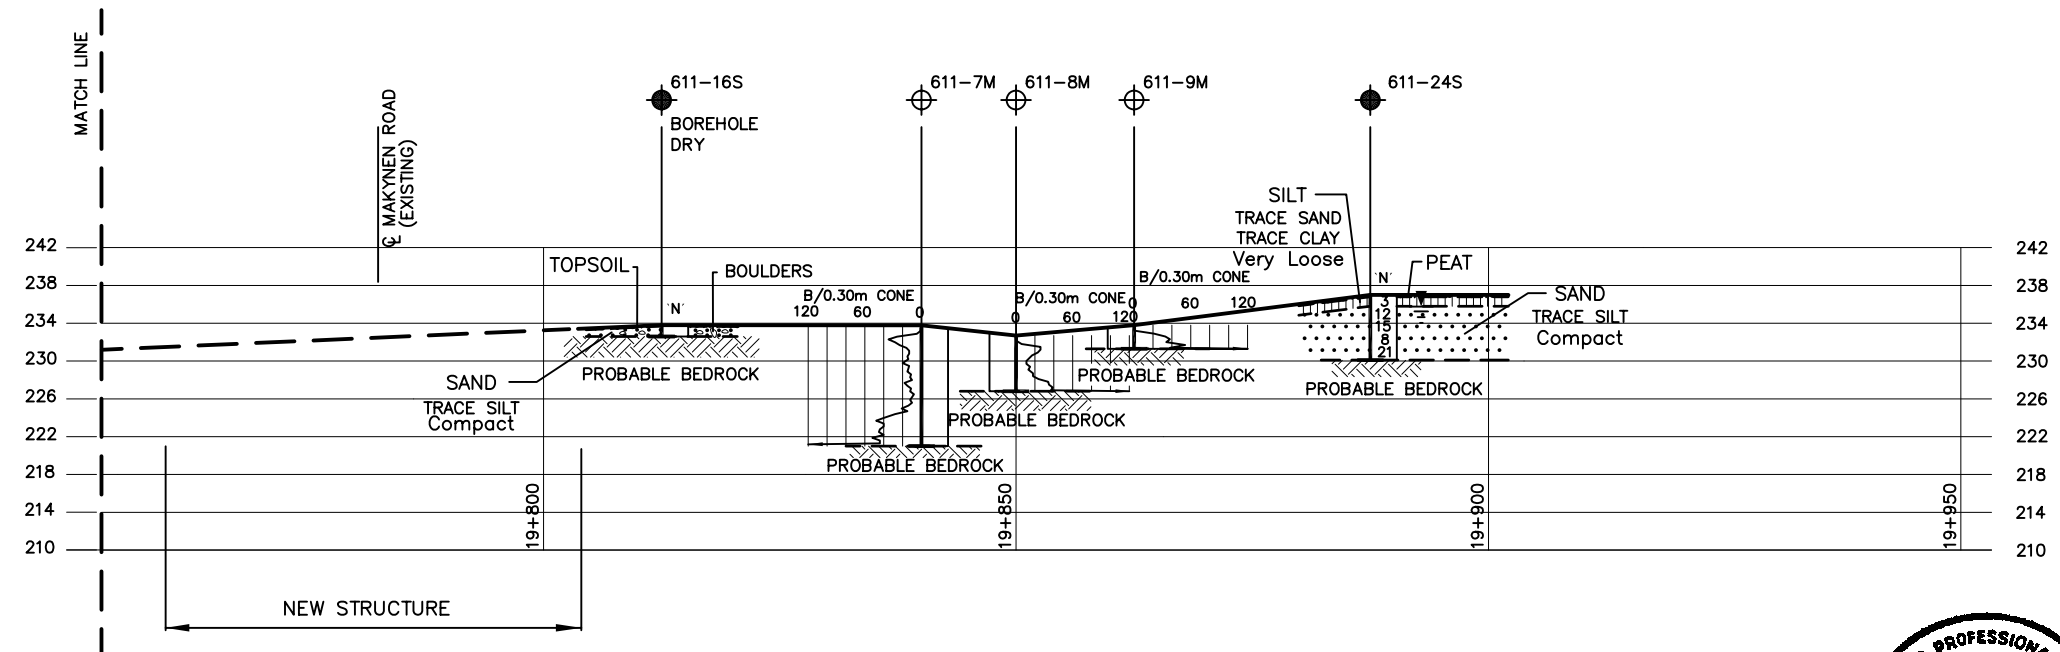 MATCH LINE
℄ MAKYNEN ROAD
(EXISTING)
611-16S
BOREHOLE
DRY
611-7M
611-8M
611-9M
611-24S
SILT
TRACE SAND
TRACE CLAY
Very Loose
242
242
TOPSOIL
BOULDERS
B/0.30m CONE
'N'
PEAT
238
238
B/0.30m CONE
B/0.30m CONE
SAND
TRACE SILT
Compact
'N'
120 60 0
0 60 120
0 60 120
3
12
15
8
21
234
234
230
230
PROBABLE BEDROCK
PROBABLE BEDROCK
PROBABLE BEDROCK
SAND
TRACE SILT
Compact
226
226
PROBABLE BEDROCK
222
222
PROBABLE BEDROCK
218
218
214
214
19+800
19+850
19+900
19+950
210
210
NEW STRUCTURE
PROFESSIONA